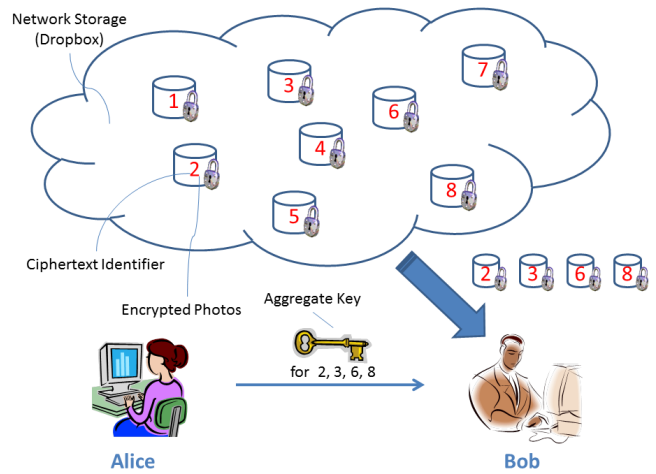 Network Storage
(Dropbox)
1
3
7
6
4
2
8
5
Ciphertext Identifier
Encrypted Photos
2 3 6 8
Aggregate Key
for 2, 3, 6, 8
Alice
Bob